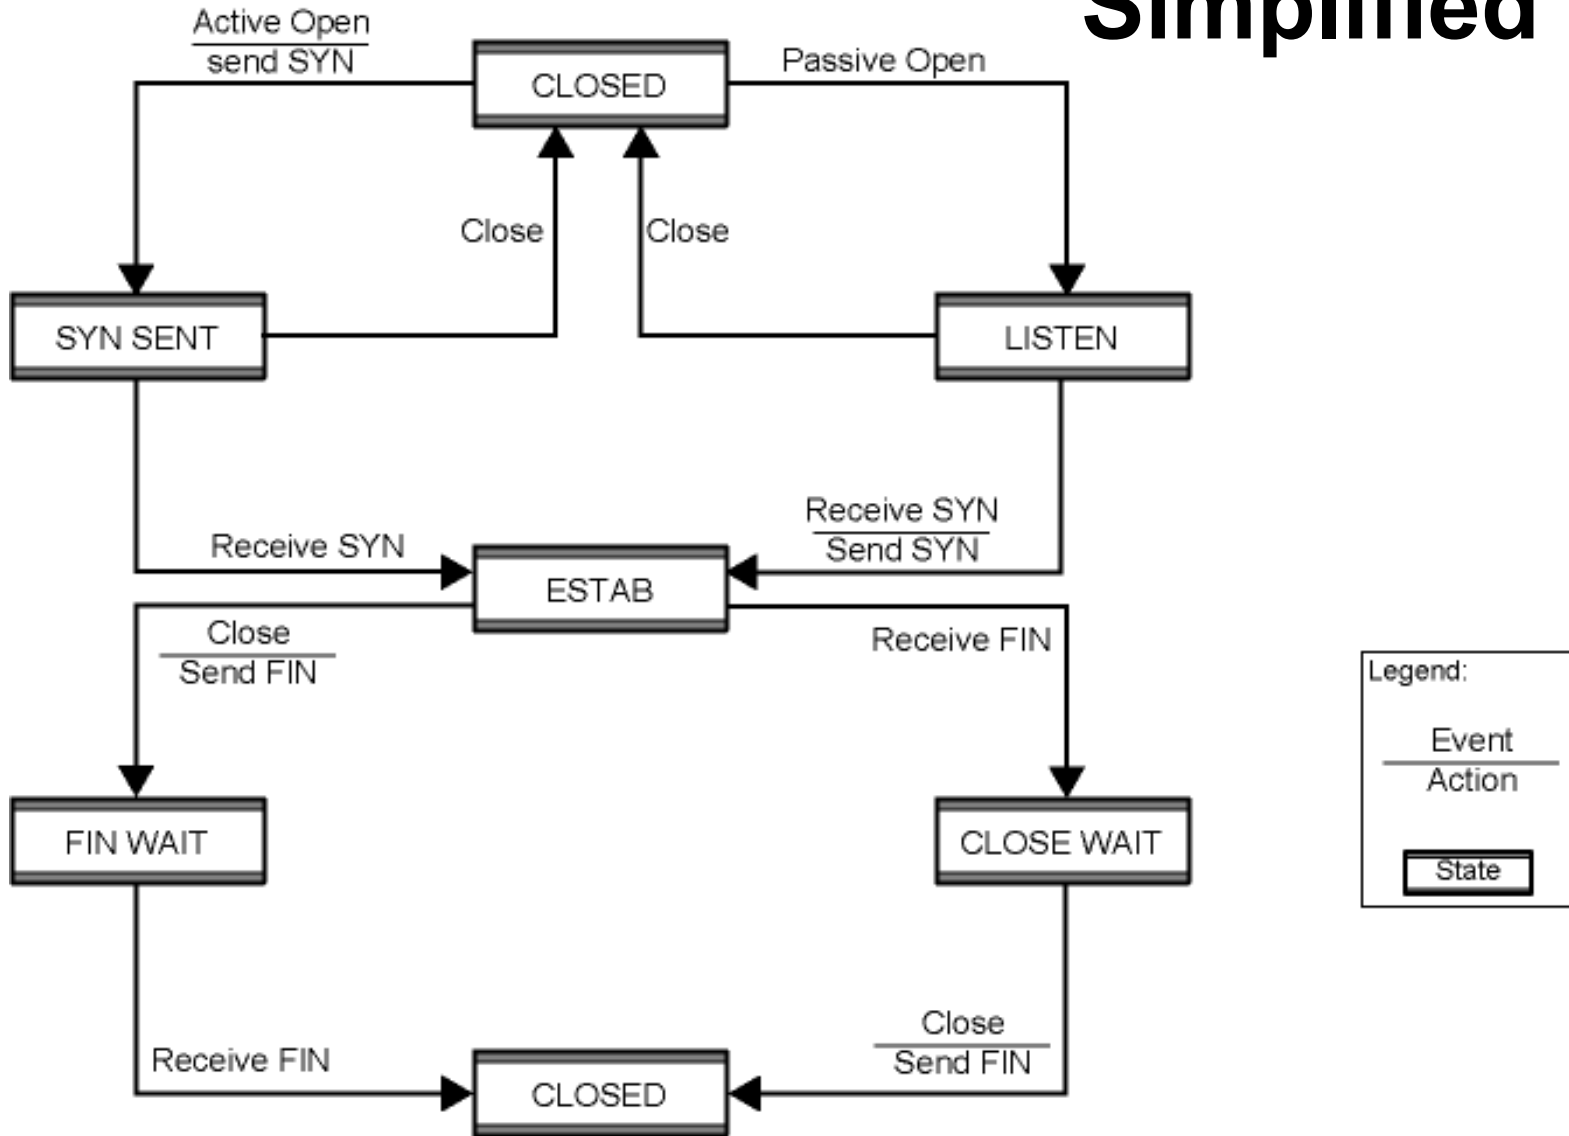 Simplified
Active Open
send SYN
CLOSED
Passive Open
Close
Close
SYN SENT
LISTEN
Receive SYN
Receive SYN
Send SYN
ESTAB
Close
Send FIN
Receive FIN
Legend:
Event
Action
State
FIN WAIT
CLOSE WAIT
Receive FIN
Close
Send FIN
CLOSED